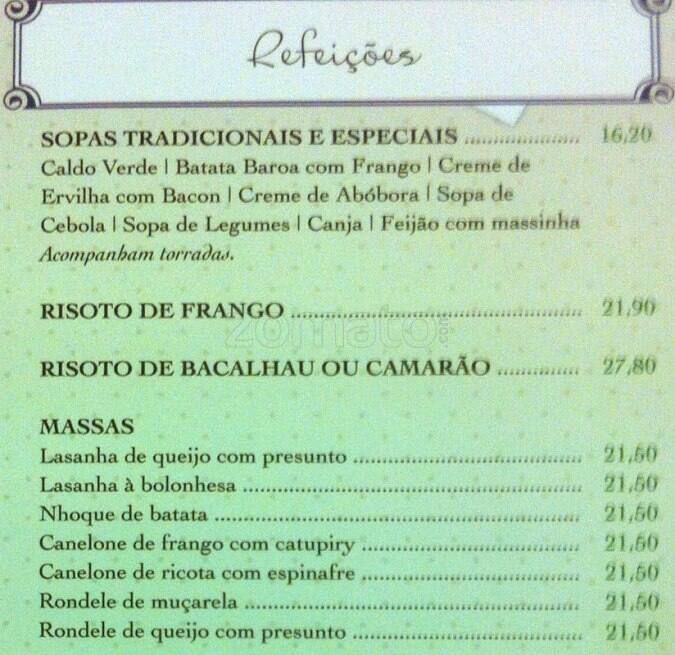 Refeições
SOPAS TRADICIONAIS E ESPECIAIS ..................... 16,20
Caldo Verde | Batata Baroa com Frango | Creme de
Ervilha com Bacon | Creme de Abóbora | Sopa de
Cebola | Sopa de Legumes | Canja | Feijão com massinha
Acompanham torradas.
RISOTO DE FRANGO ..................................................... 21,90
zomato.com
RISOTO DE BACALHAU OU CAMARÃO ............... 27,80
MASSAS
Lasanha de queijo com presunto .......................................... 21,50
Lasanha à bolonhesa .............................................................. 21,50
Nhoque de batata ................................................................... 21,50
Canelone de frango com catupiry ........................................ 21,50
Canelone de ricota com espinafre ........................................ 21,50
Rondele de muçarela .............................................................. 21,50
Rondele de queijo com presunto .......................................... 21,50